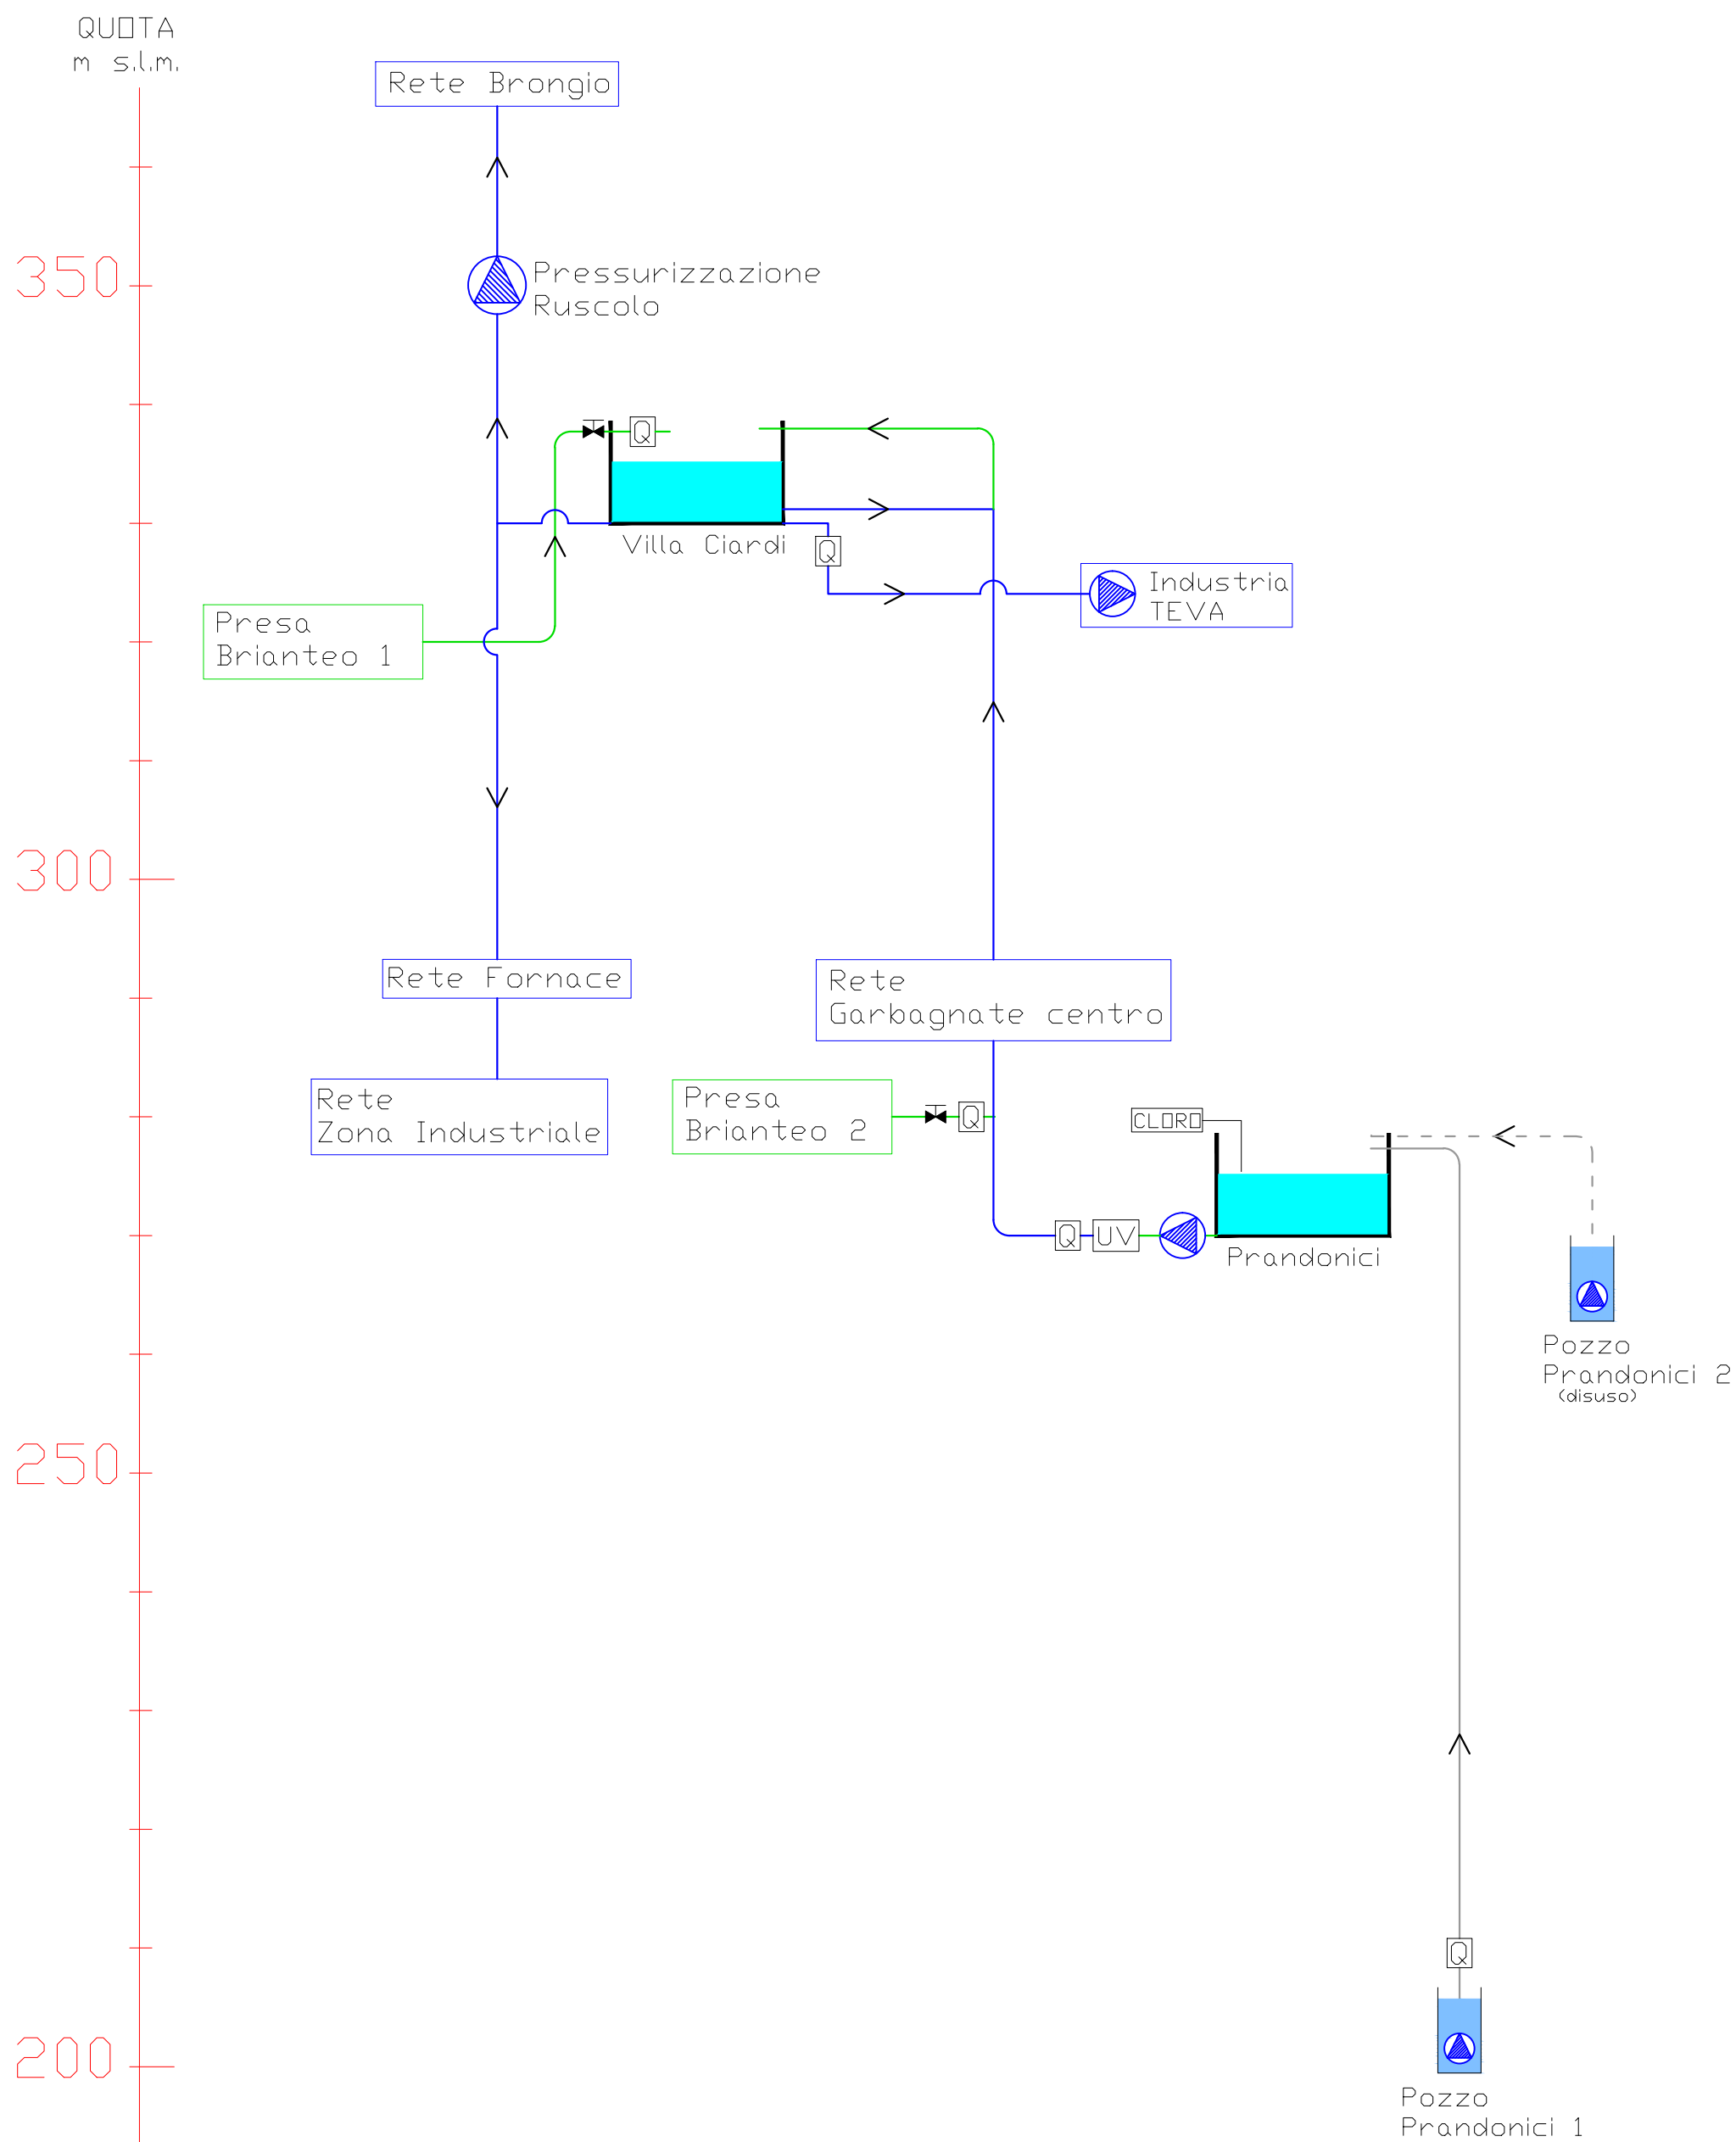 QUOTA
m s.l.m.
Rete Brongio
350
Pressurizzazione
Ruscolo
Q
Villa Ciardi
Q
Industria
TEVA
Presa
Brianteo 1
300
Rete Fornace
Rete
Garbagnate centro
Rete
Zona Industriale
Presa
Brianteo 2
Q
CLORO
Q
UV
Prandonici
Pozzo
Prandonici 2
(disuso)
250
Q
200
Pozzo
Prandonici 1